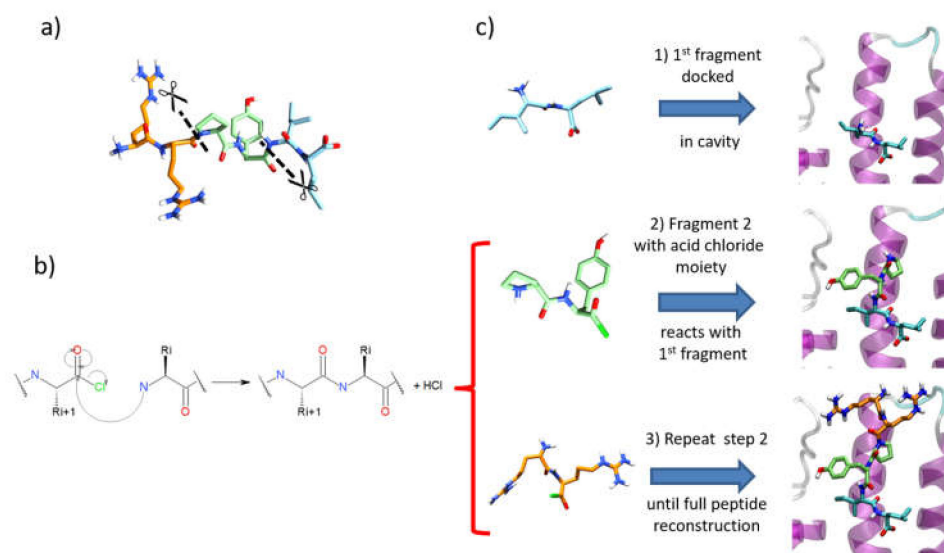 a)
c)
1) 1st fragment
docked
in cavity
2) Fragment 2
with acid chloride
moiety
reacts with
1st fragment
b)
O
Ri
O
Ri
N
Cl
N
N
N
+ HCl
Ri+1
O
Ri+1
O
3) Repeat step 2
until full peptide
reconstruction